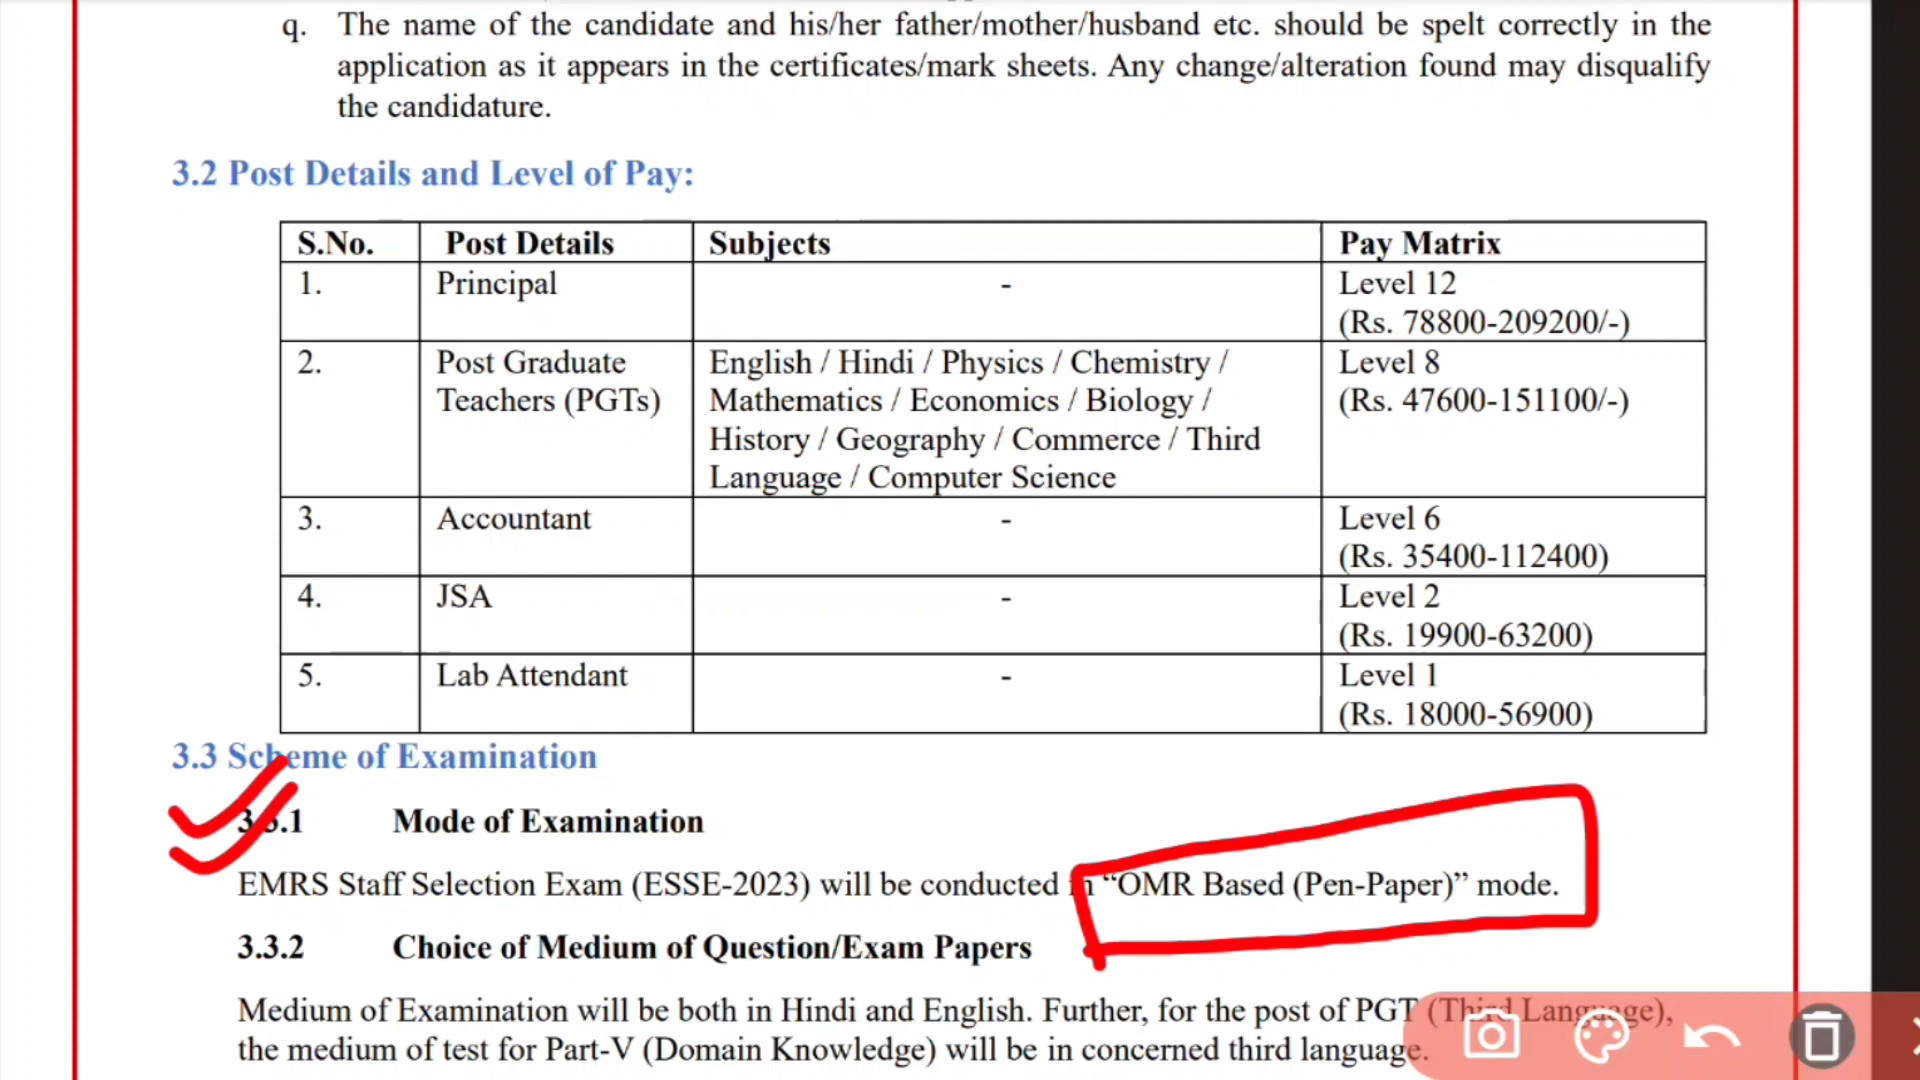 q. The name of the candidate and his/her father/mother/husband etc. should be spelt correctly in the
application as it appears in the certificates/mark sheets. Any change/alteration found may disqualify
the candidature.
3.2 Post Details and Level of Pay:
S.No. Post Details Subjects Pay Matrix
1. Principal - Level 12
(Rs. 78800-209200/-)
2. Post Graduate English / Hindi / Physics / Chemistry / Level 8
Teachers (PGTs) Mathematics / Economics / Biology / (Rs. 47600-151100/-)
History / Geography / Commerce / Third
Language / Computer Science
3. Accountant - Level 6
(Rs. 35400-112400)
4. JSA - Level 2
(Rs. 19900-63200)
5. Lab Attendant - Level 1
(Rs. 18000-56900)
3.3 Scheme of Examination
3.3.1 Mode of Examination
EMRS Staff Selection Exam (ESSE-2023) will be conducted in “OMR Based (Pen-Paper)” mode.
3.3.2 Choice of Medium of Question/Exam Papers
Medium of Examination will be both in Hindi and English. Further, for the post of PGT (Third Language),
the medium of test for Part-V (Domain Knowledge) will be in concerned third language.